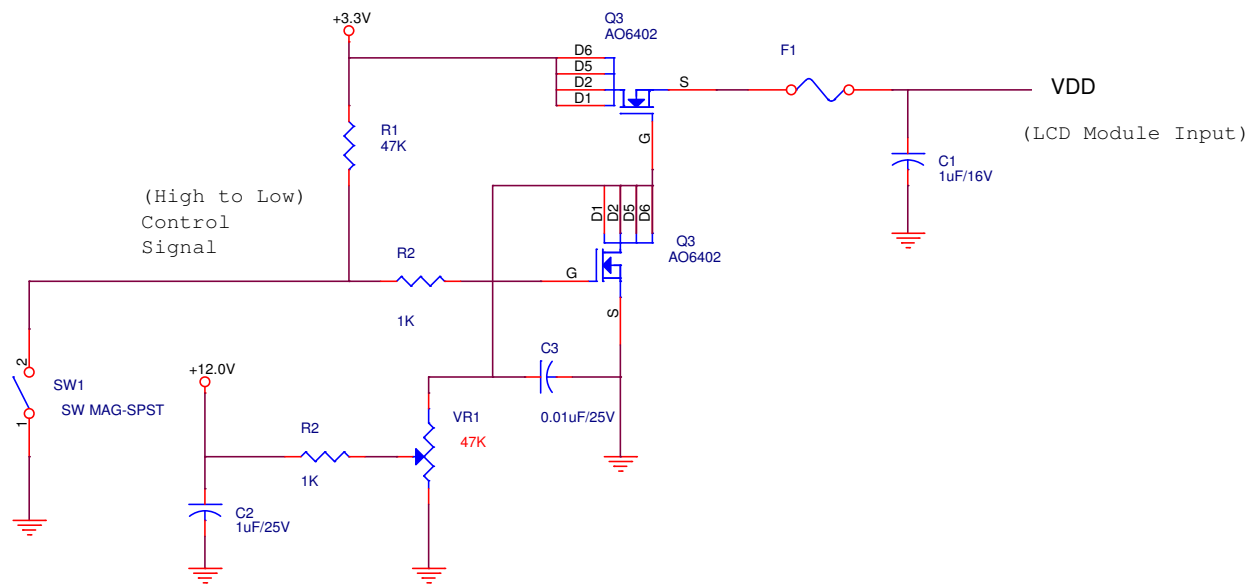 +3.3V
Q3
AO6402
D6
D5
D2
D1
S
G
F1
VDD
(LCD Module Input)
R1
47K
C1
1uF/16V
(High to Low)
Control
Signal
D1
D2
D5
D6
Q3
AO6402
R2
1K
G
S
2
1
SW1
SW MAG-SPST
+12.0V
C3
0.01uF/25V
VR1
47K
R2
1K
C2
1uF/25V